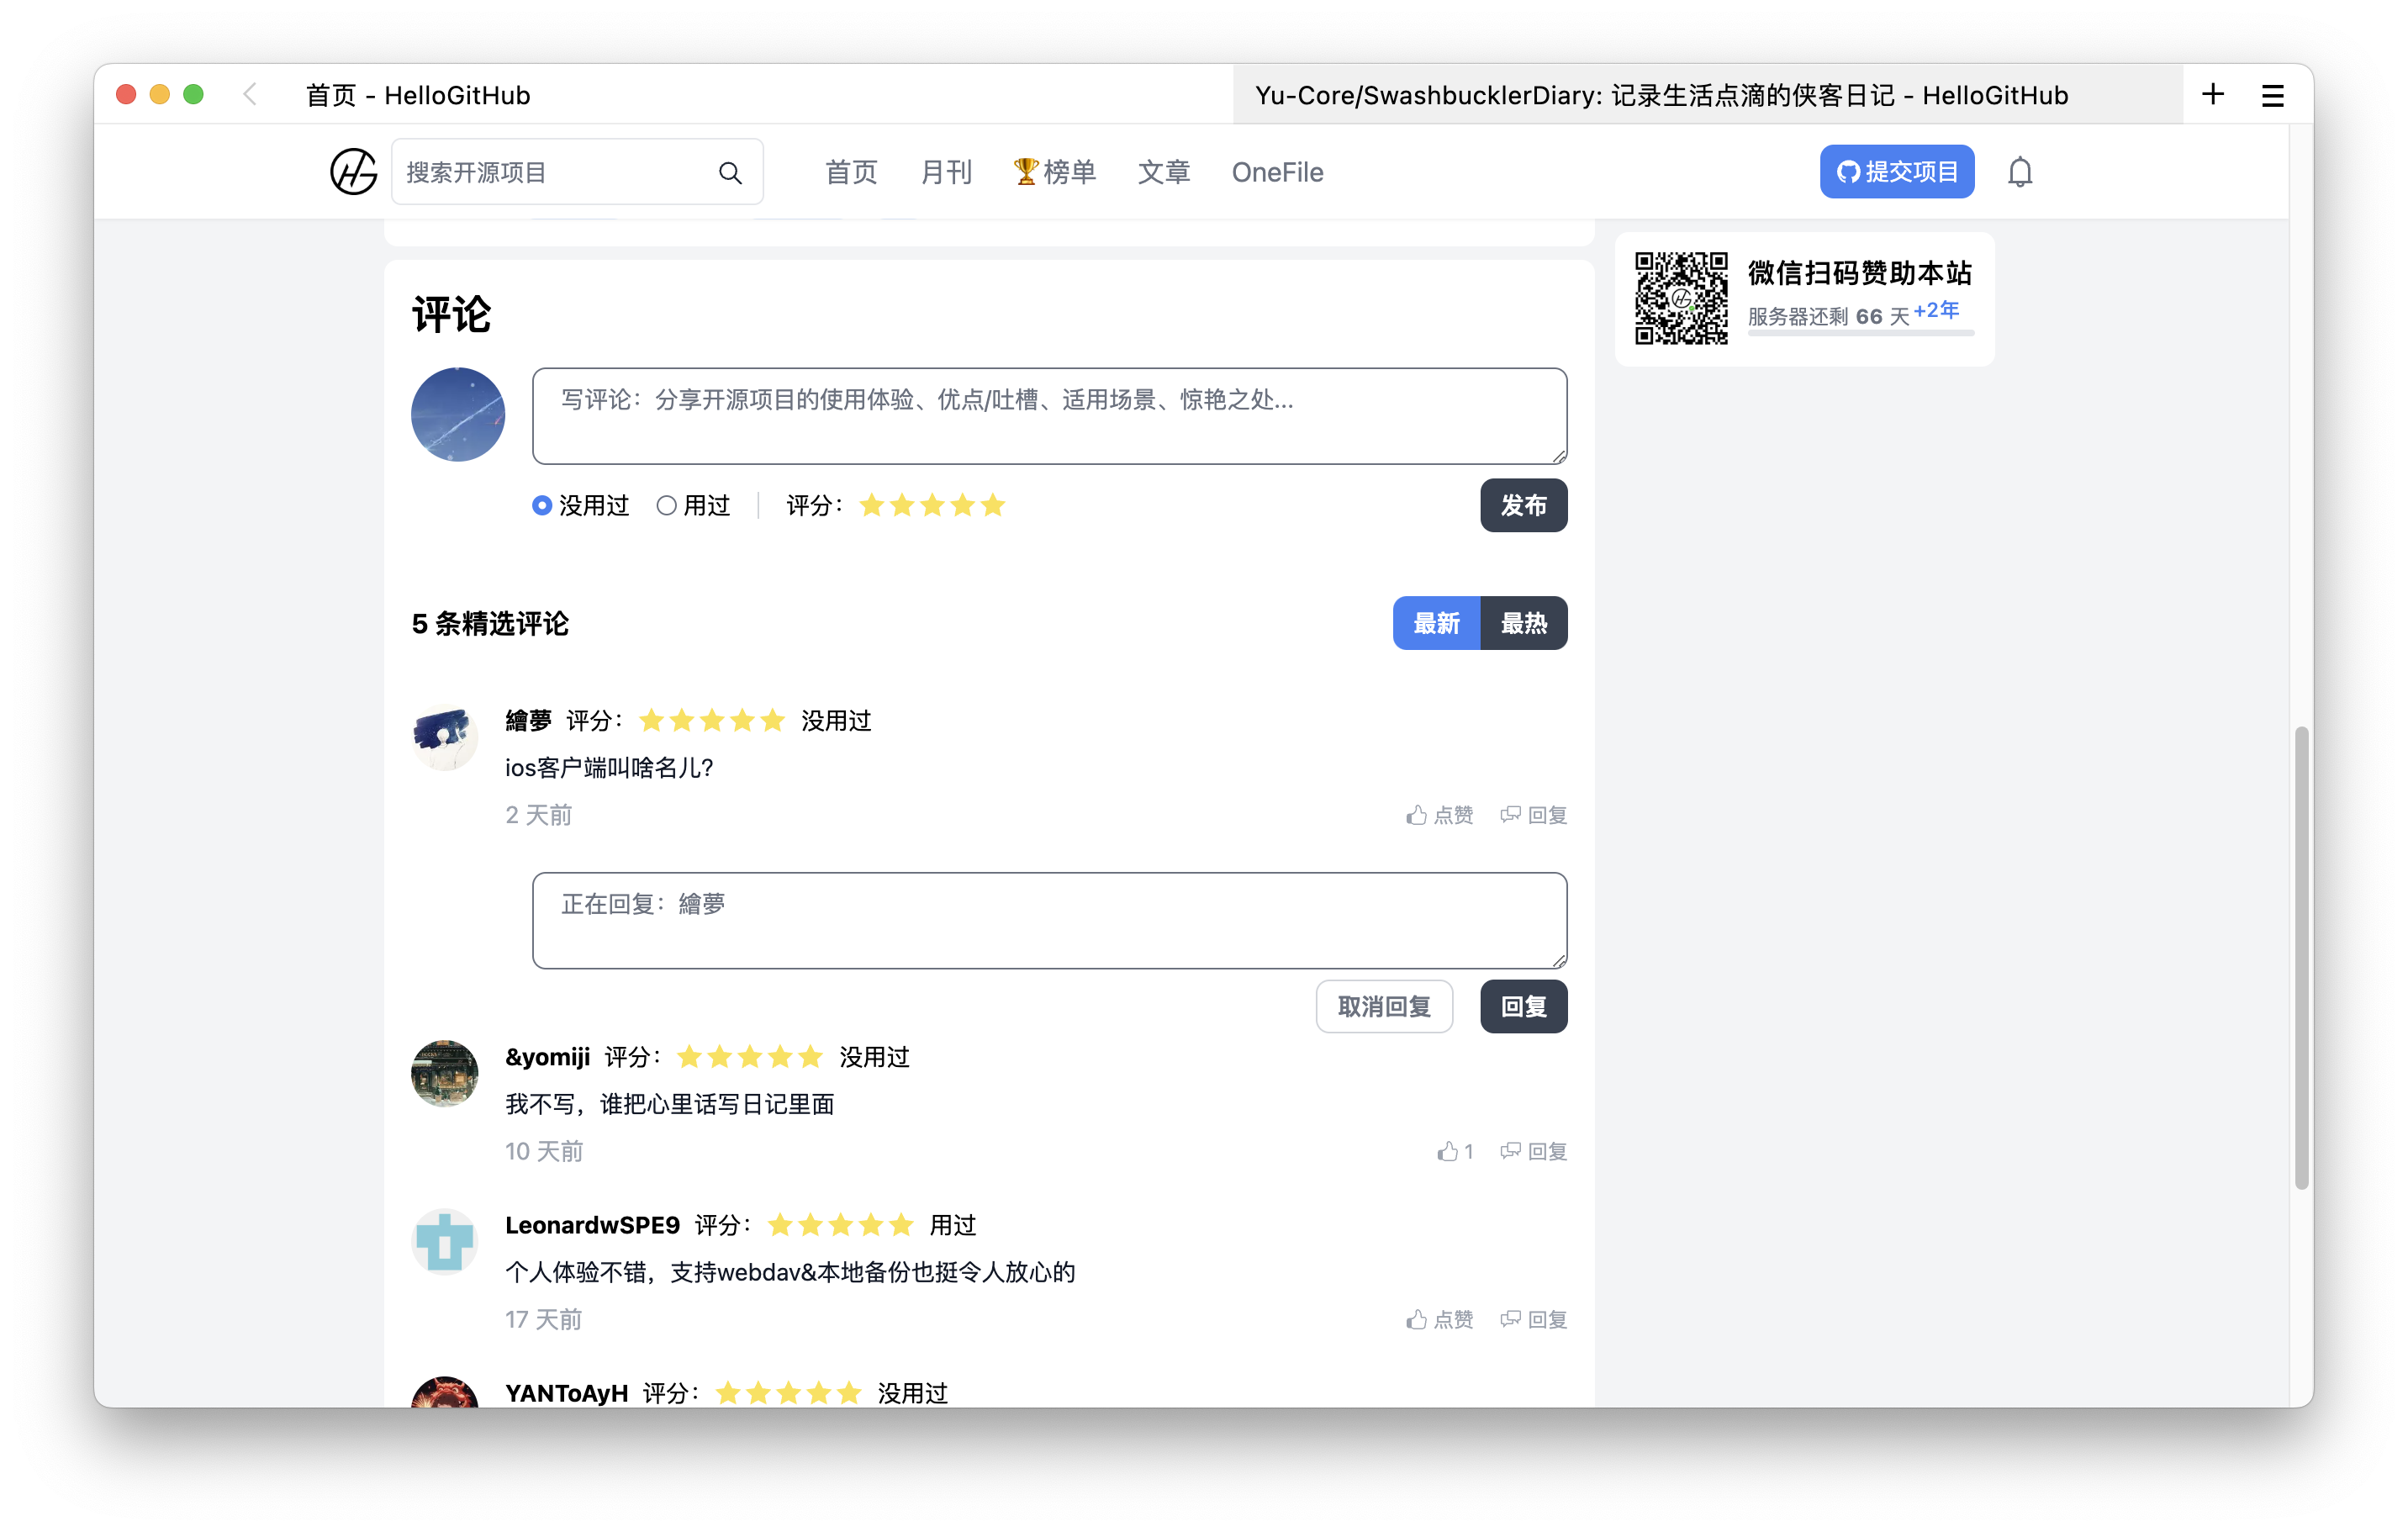 首页 - HelloGitHub
Yu-Core/SwashbucklerDiary: 记录生活点滴的侠客日记 - HelloGitHub
搜索开源项目
首页
月刊
🏆榜单
文章
OneFile
提交项目
微信扫码赞助本站
服务器还剩 66 天 +2年
评论
写评论：分享开源项目的使用体验、优点/吐槽、适用场景、惊艳之处...
没用过 用过 评分：
发布
5 条精选评论
最新 最热
繪夢 评分： 没用过
ios客户端叫啥名儿？
2 天前 点赞 回复
正在回复：繪夢
取消回复 回复
&yomiji 评分： 没用过
我不写，谁把心里话写日记里面
10 天前 1 回复
LeonardwSPE9 评分： 用过
个人体验不错，支持webdav&本地备份也挺令人放心的
17 天前 点赞 回复
YANToAyH 评分： 没用过